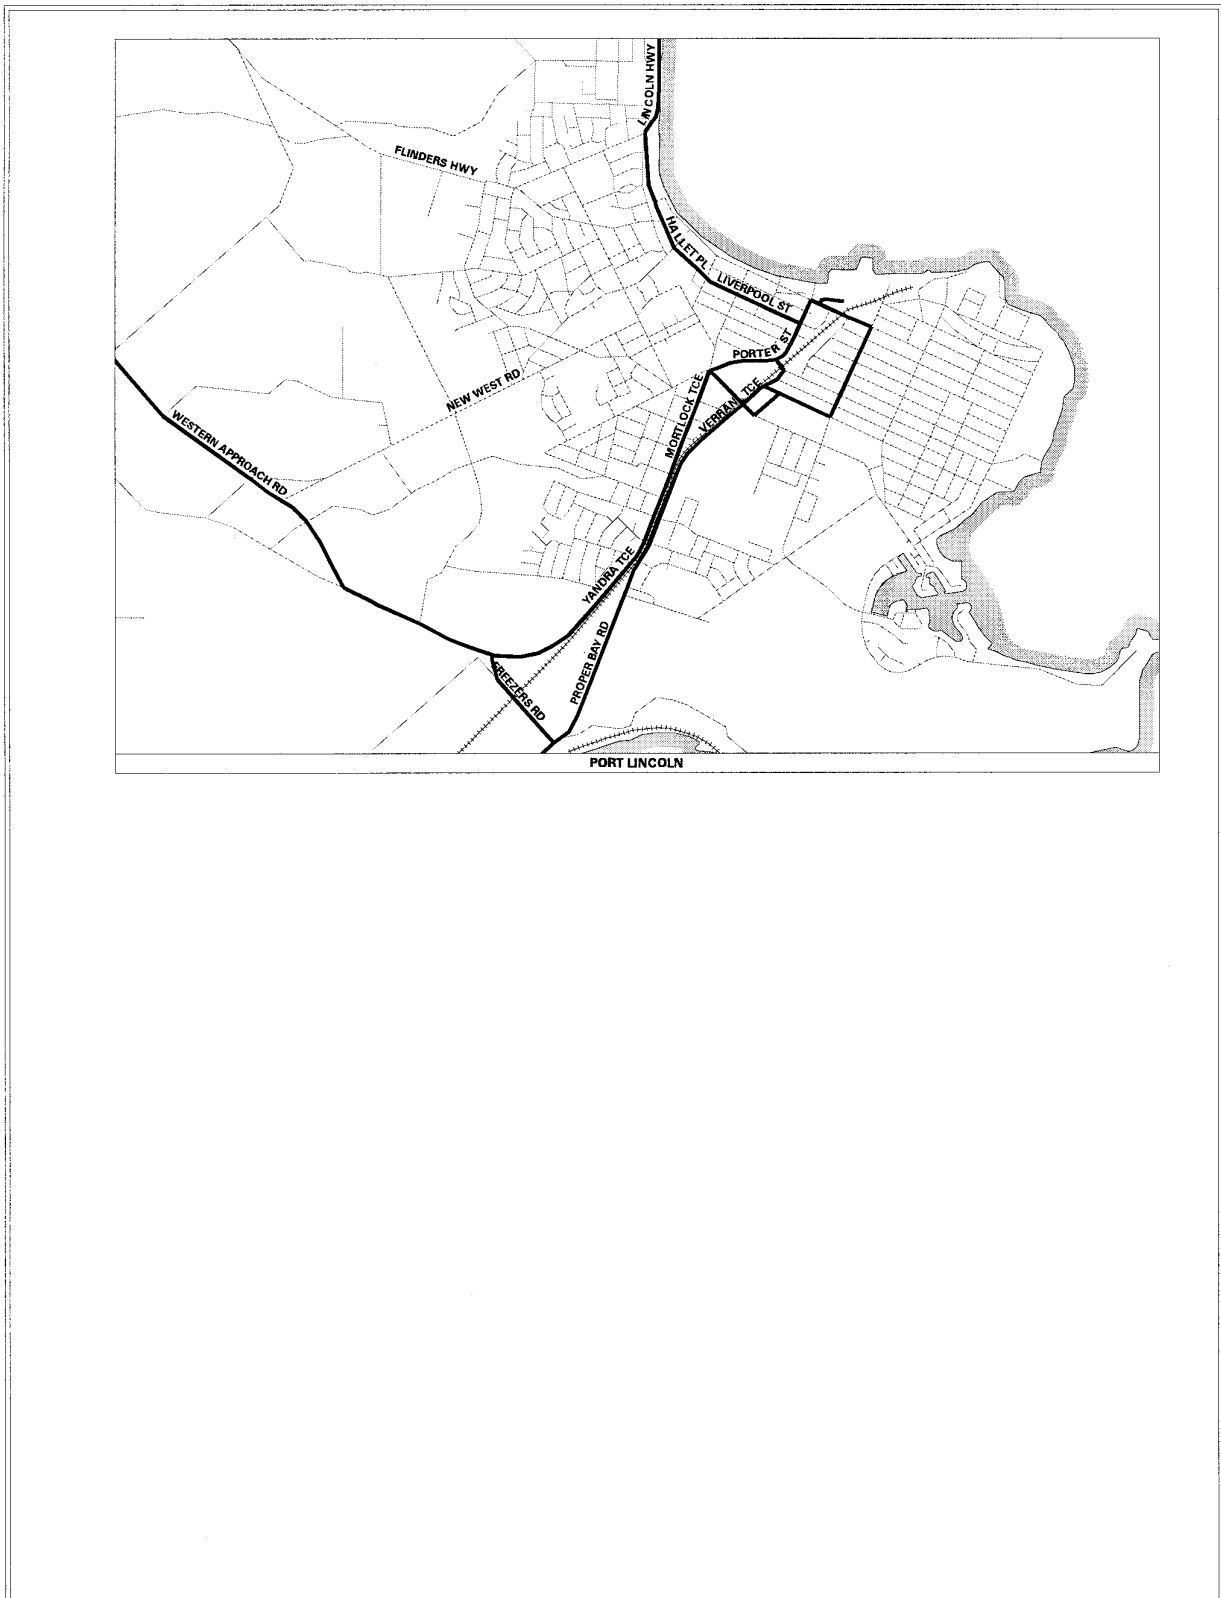 LINCOLN HWY
FLINDERS HWY
HALLET PL
LIVERPOOL ST
PORTER ST
NEW WEST RD
MORTLOCK TCE
VERRAN TCE
WESTERN APPROACH RD
YANDRA TCE
PROPER BAY RD
FREEZERS RD
PORT LINCOLN